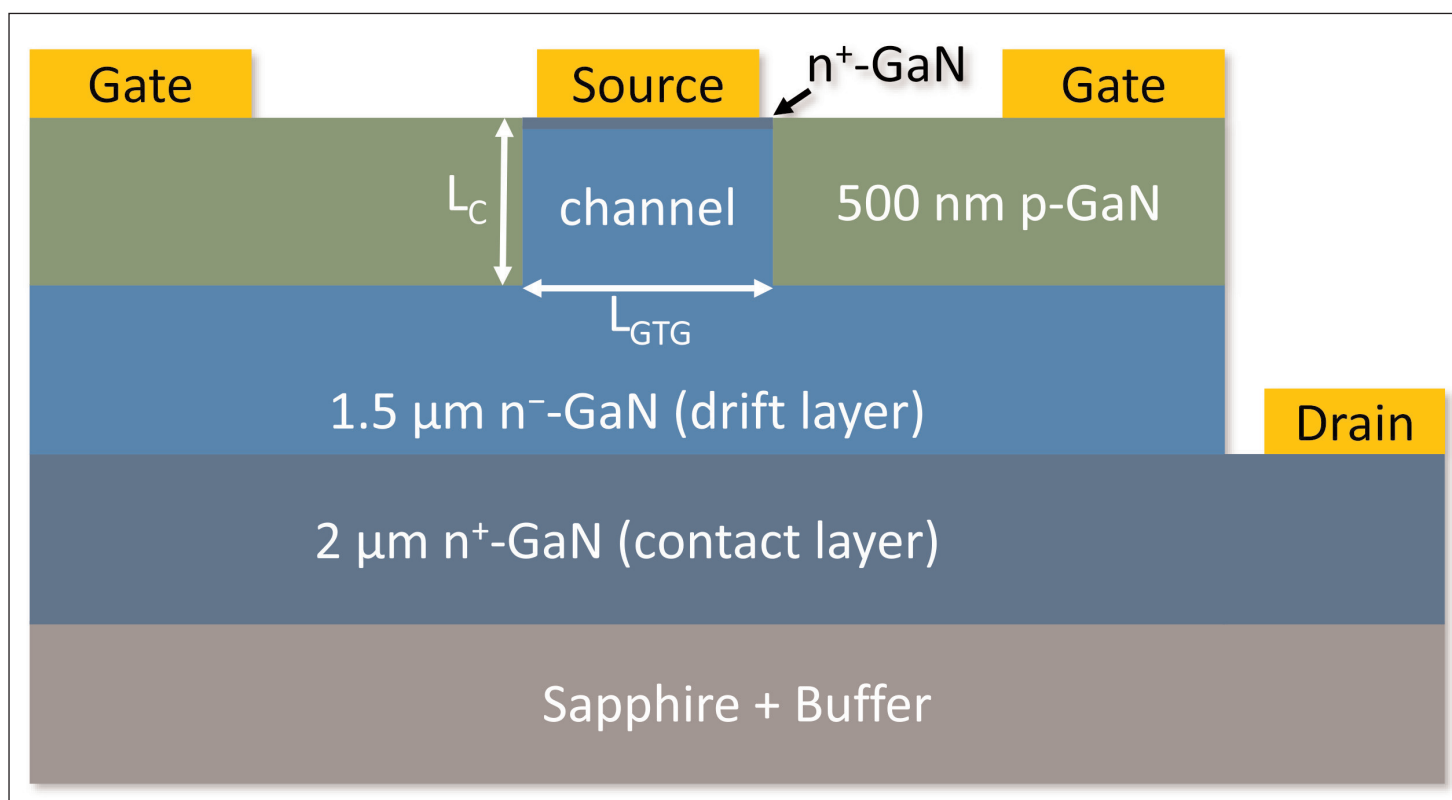 Gate
Source
n⁺-GaN
Gate
L_C
channel
500 nm p-GaN
L_GTG
1.5 μm n⁻-GaN (drift layer)
Drain
2 μm n⁺-GaN (contact layer)
Sapphire + Buffer